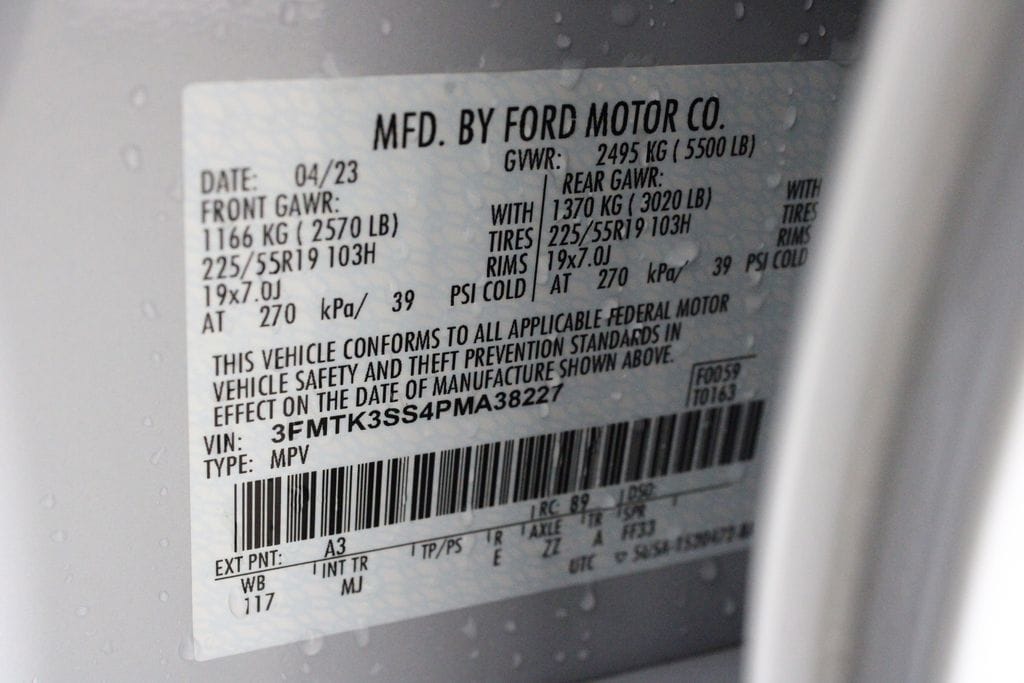 MFD. BY FORD MOTOR CO.
DATE: 04/23 GVWR: 2495 KG ( 5500 LB)
FRONT GAWR: REAR GAWR:
1166 KG ( 2570 LB) WITH 1370 KG ( 3020 LB) WITH
225/55R19 103H TIRES 225/55R19 103H TIRES
19x7.0J RIMS 19x7.0J RIMS
AT 270 kPa/ 39 PSI COLD AT 270 kPa/ 39 PSI COLD
THIS VEHICLE CONFORMS TO ALL APPLICABLE FEDERAL MOTOR
VEHICLE SAFETY AND THEFT PREVENTION STANDARDS IN
EFFECT ON THE DATE OF MANUFACTURE SHOWN ABOVE.
VIN: 3FMTK3SS4PMA38227 F0059
TYPE: MPV T0163
EXT PNT: A3 RC: 89 DSO:
WB INT TR TP/PS R AXLE TR SPR
117 MJ E ZZ A FF33
UTC